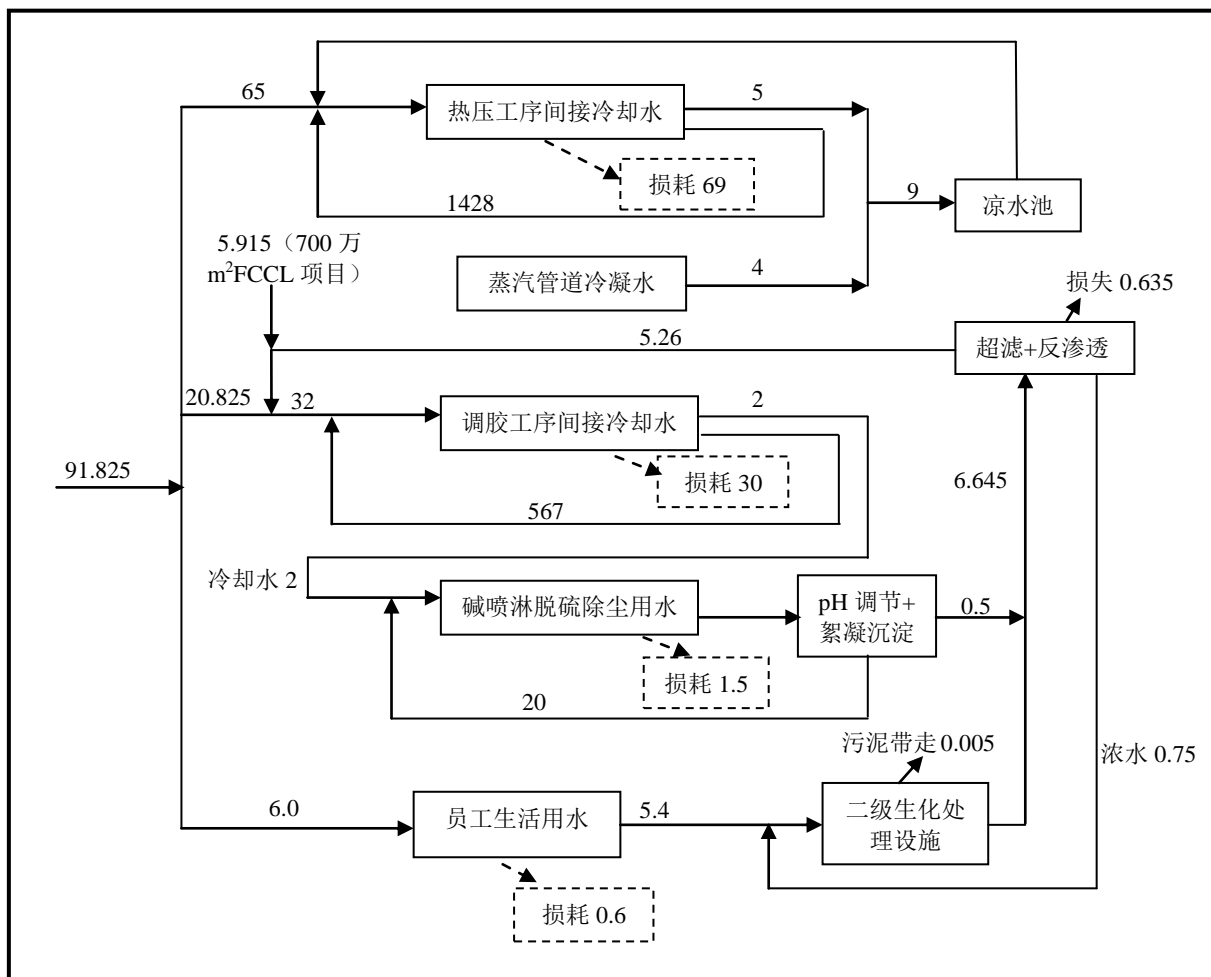 65
热压工序间接冷却水
5
损耗 69
1428
9
凉水池
5.915（700 万
m²FCCL 项目）
蒸汽管道冷凝水
4
损失 0.635
5.26
超滤+反渗透
20.825
32
调胶工序间接冷却水
2
91.825
损耗 30
6.645
567
冷却水 2
碱喷淋脱硫除尘用水
pH 调节+
絮凝沉淀
0.5
损耗 1.5
20
污泥带走 0.005
浓水 0.75
6.0
员工生活用水
5.4
二级生化处
理设施
损耗 0.6